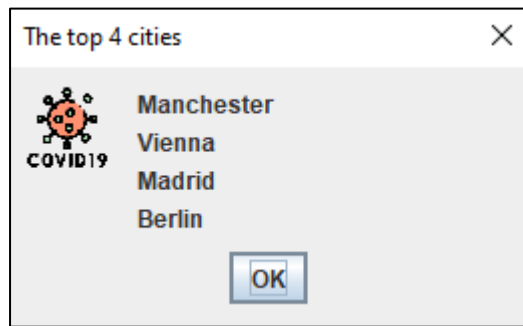 The top 4 cities
Manchester
Vienna
Madrid
Berlin
COVID19
OK